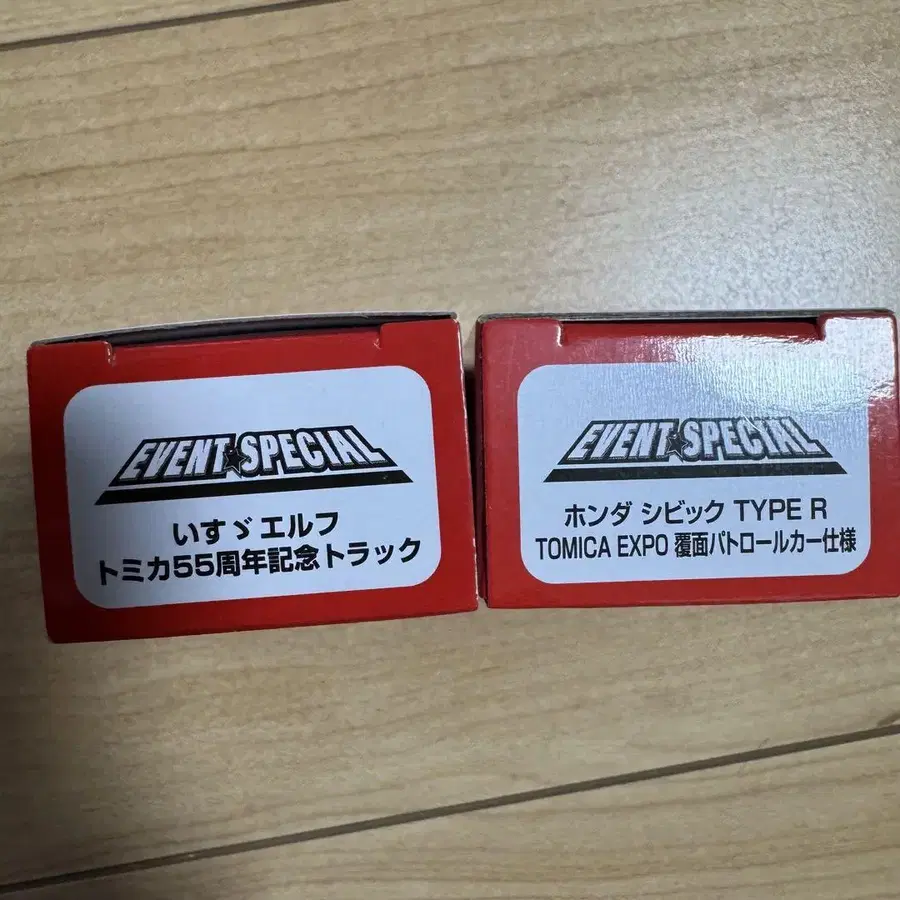 EVENT★SPECIAL
いすゞエルフ
トミカ55周年記念トラック
EVENT★SPECIAL
ホンダ シビック TYPE R
TOMICA EXPO 覆面パトロールカー仕様